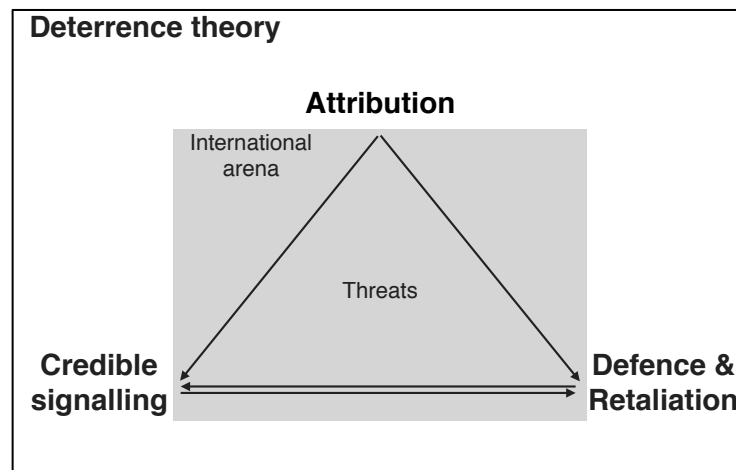 Deterrence theory
Attribution
International
arena
Threats
Credible
signalling
Defence &
Retaliation